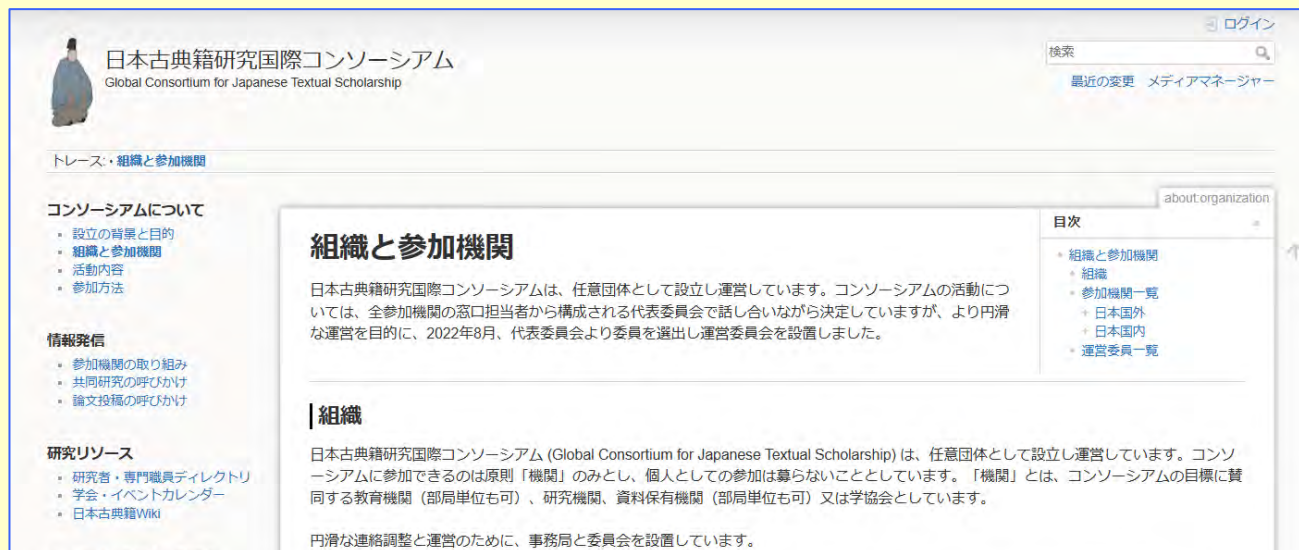 ログイン
日本古典籍研究国際コンソーシアム
Global Consortium for Japanese Textual Scholarship
検索
最近の変更 メディアマネージャー
トレース: • 組織と参加機関
コンソーシアムについて
設立の背景と目的
組織と参加機関
活動内容
参加方法
情報発信
参加機関の取り組み
共同研究の呼びかけ
論文投稿の呼びかけ
研究リソース
研究者・専門職員ディレクトリ
学会・イベントカレンダー
日本古典籍Wiki
about:organization
組織と参加機関
日本古典籍研究国際コンソーシアムは、任意団体として設立し運営しています。コンソーシアムの活動につ
いては、全参加機関の窓口担当者から構成される代表委員会で話し合いながら決定していますが、より円滑
な運営を目的に、2022年8月、代表委員会より委員を選出し運営委員会を設置しました。
目次
組織と参加機関
組織
参加機関一覧
日本国外
日本国内
運営委員一覧
組織
日本古典籍研究国際コンソーシアム (Global Consortium for Japanese Textual Scholarship) は、任意団体として設立し運営しています。コンソ
ーシアムに参加できるのは原則「機関」のみとし、個人としての参加は募らないこととしています。「機関」とは、コンソーシアムの目標に賛
同する教育機関（部局単位も可）、研究機関、資料保有機関（部局単位も可）又は学協会としています。
円滑な連絡調整と運営のために、事務局と委員会を設置しています。